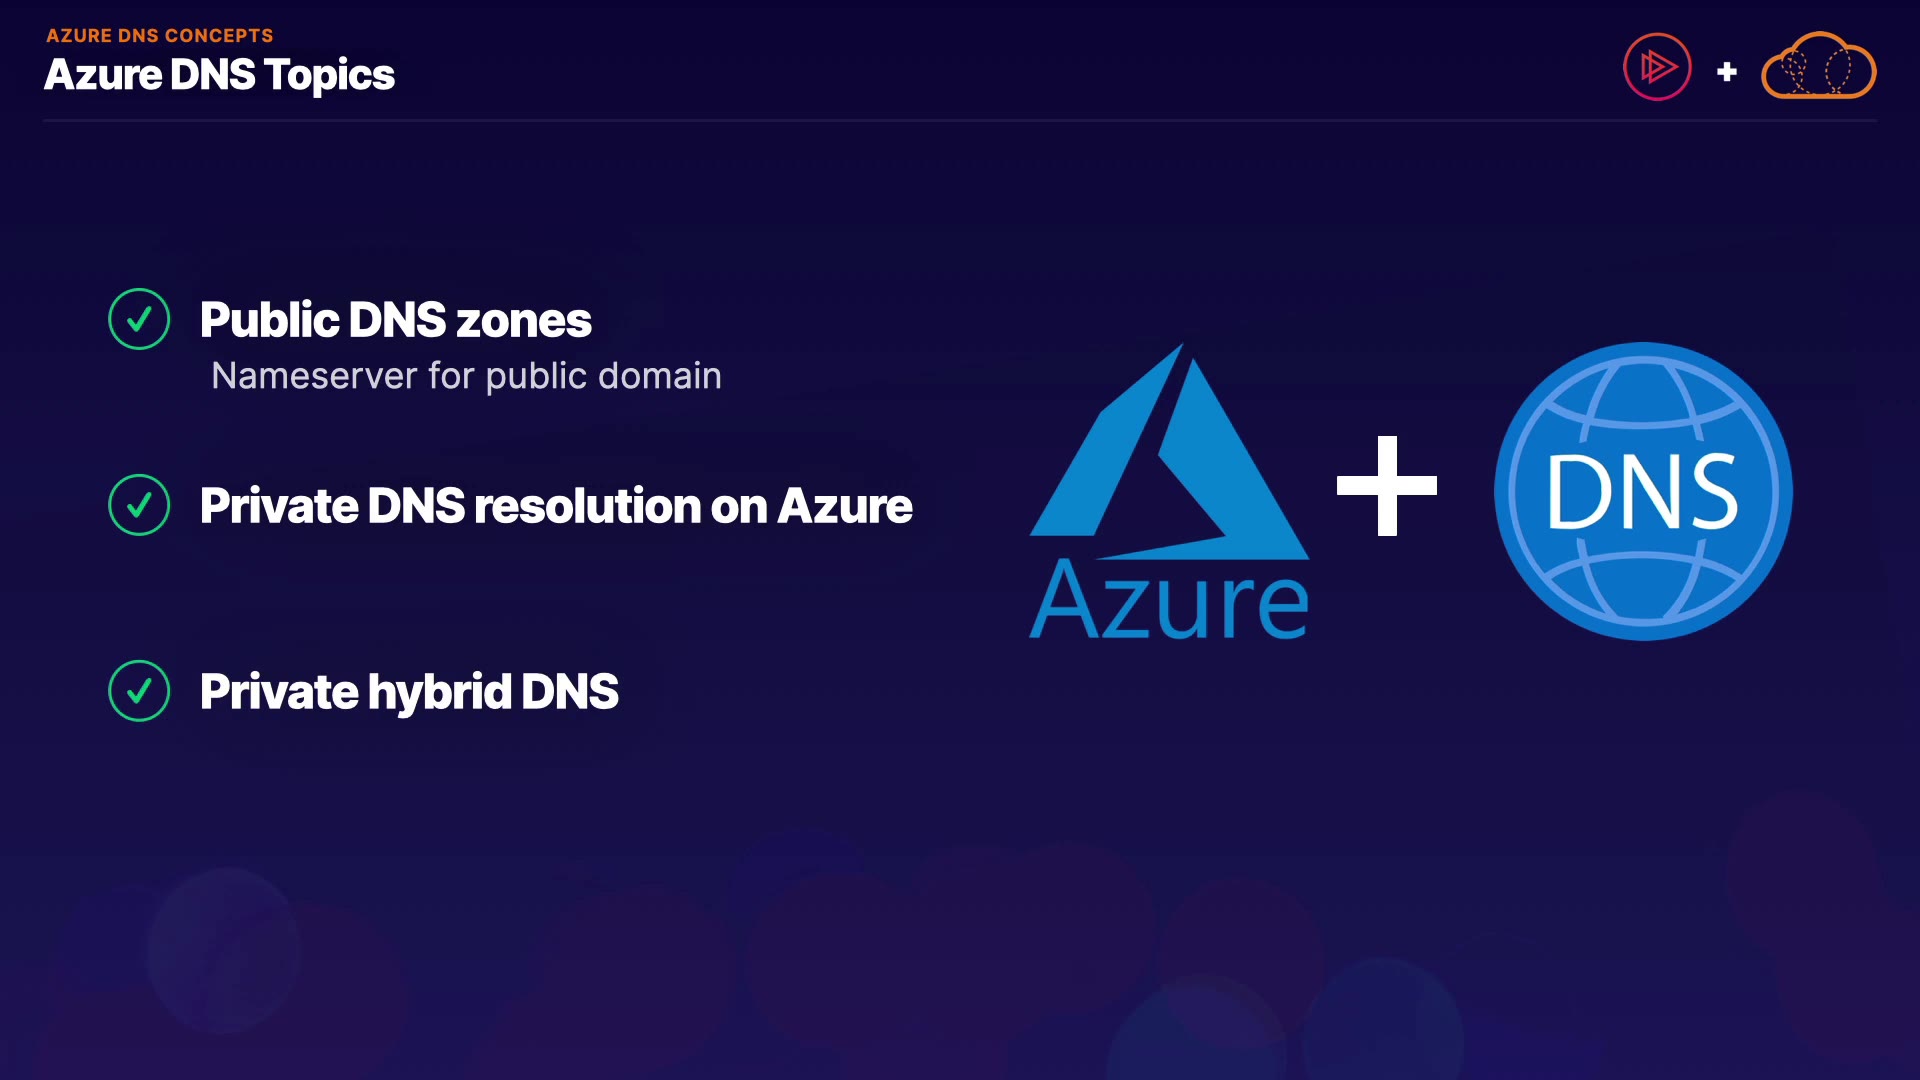 AZURE DNS CONCEPTS
Azure DNS Topics
Public DNS zones
Nameserver for public domain
Private DNS resolution on Azure
Private hybrid DNS
Azure
DNS